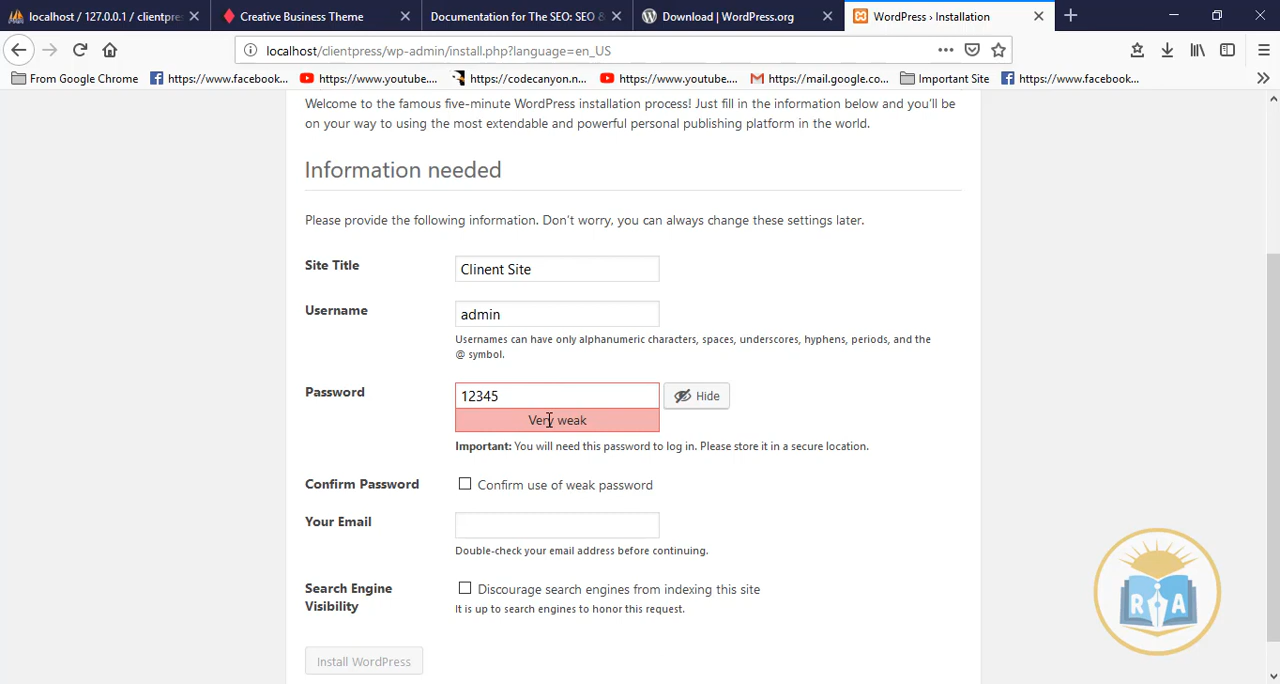 localhost / 127.0.0.1 / clientpre
Creative Business Theme
Documentation for The SEO: SEO &
Download | WordPress.org
WordPress › Installation
localhost/clientpress/wp-admin/install.php?language=en_US
From Google Chrome
https://www.facebook...
https://www.youtube....
https://codecanyon.n...
https://www.youtube....
https://mail.google.co...
Important Site
https://www.facebook...
Welcome to the famous five-minute WordPress installation process! Just fill in the information below and you'll be
on your way to using the most extendable and powerful personal publishing platform in the world.
Information needed
Please provide the following information. Don't worry, you can always change these settings later.
Site Title
Clinent Site
Username
admin
Usernames can have only alphanumeric characters, spaces, underscores, hyphens, periods, and the
@ symbol.
Password
12345
Hide
Very weak
Important: You will need this password to log in. Please store it in a secure location.
Confirm Password
Confirm use of weak password
Your Email
Double-check your email address before continuing.
Search Engine
Visibility
Discourage search engines from indexing this site
It is up to search engines to honor this request.
Install WordPress
R A